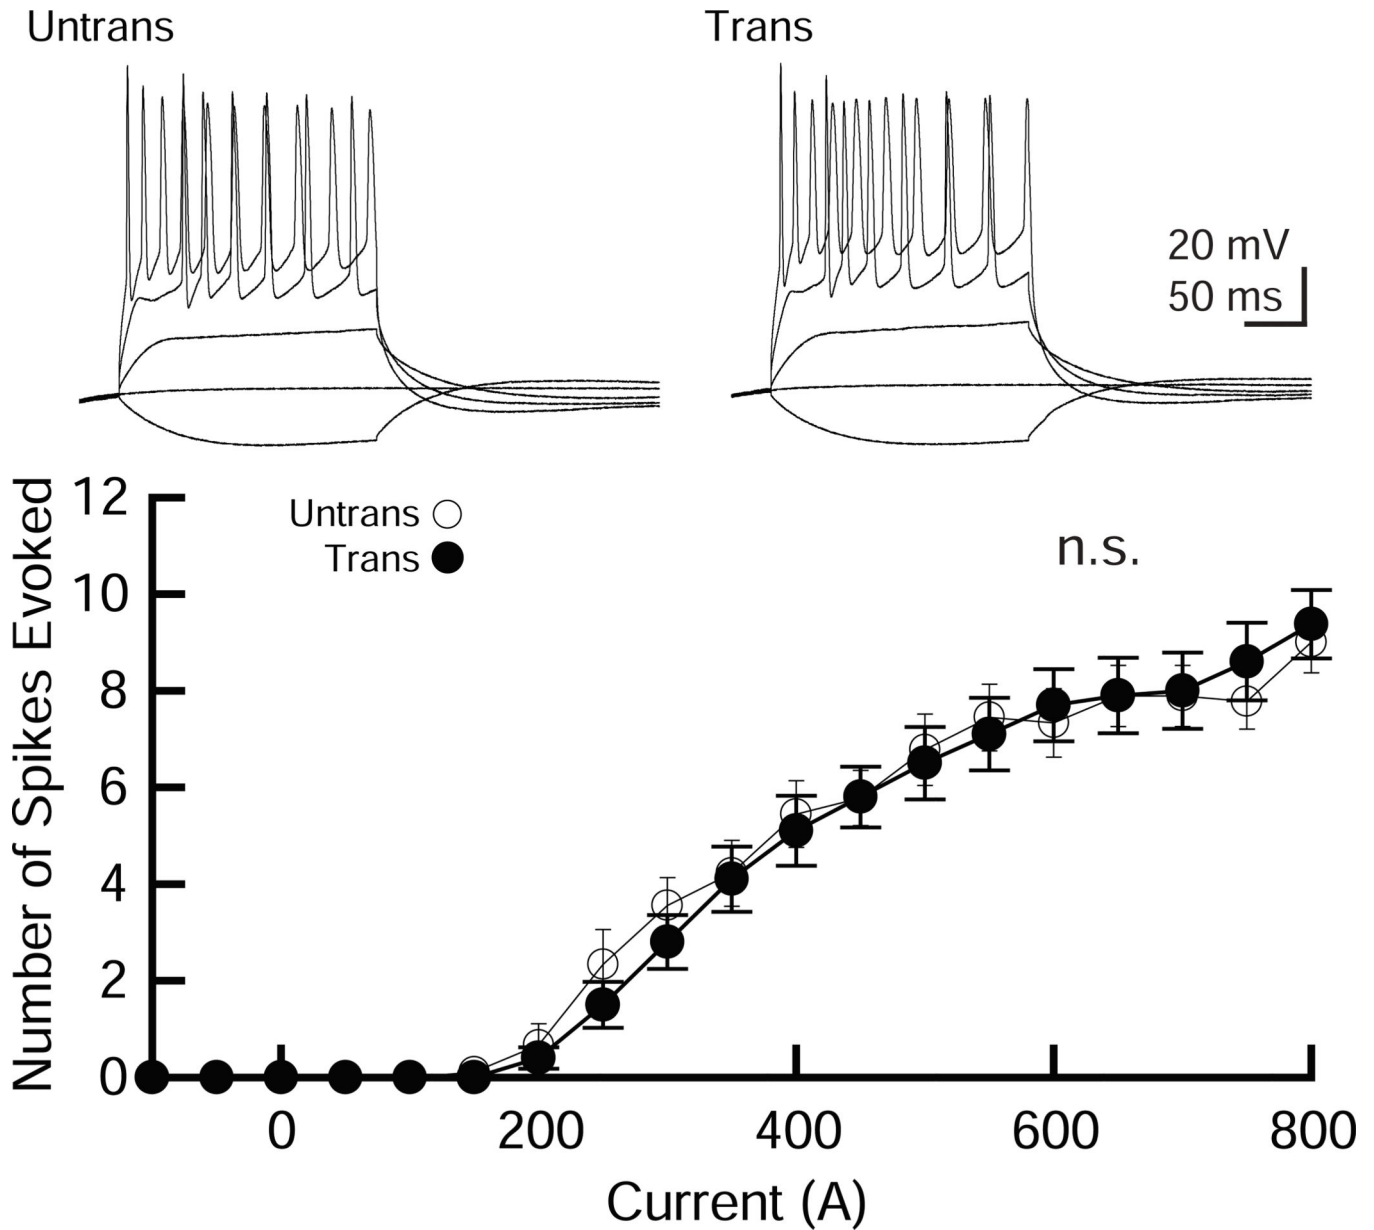 Untrans
Trans
20 mV
50 ms
Number of Spikes Evoked
12
10
8
6
4
2
0
Untrans
Trans
n.s.
0
200
400
600
800
Current (A)